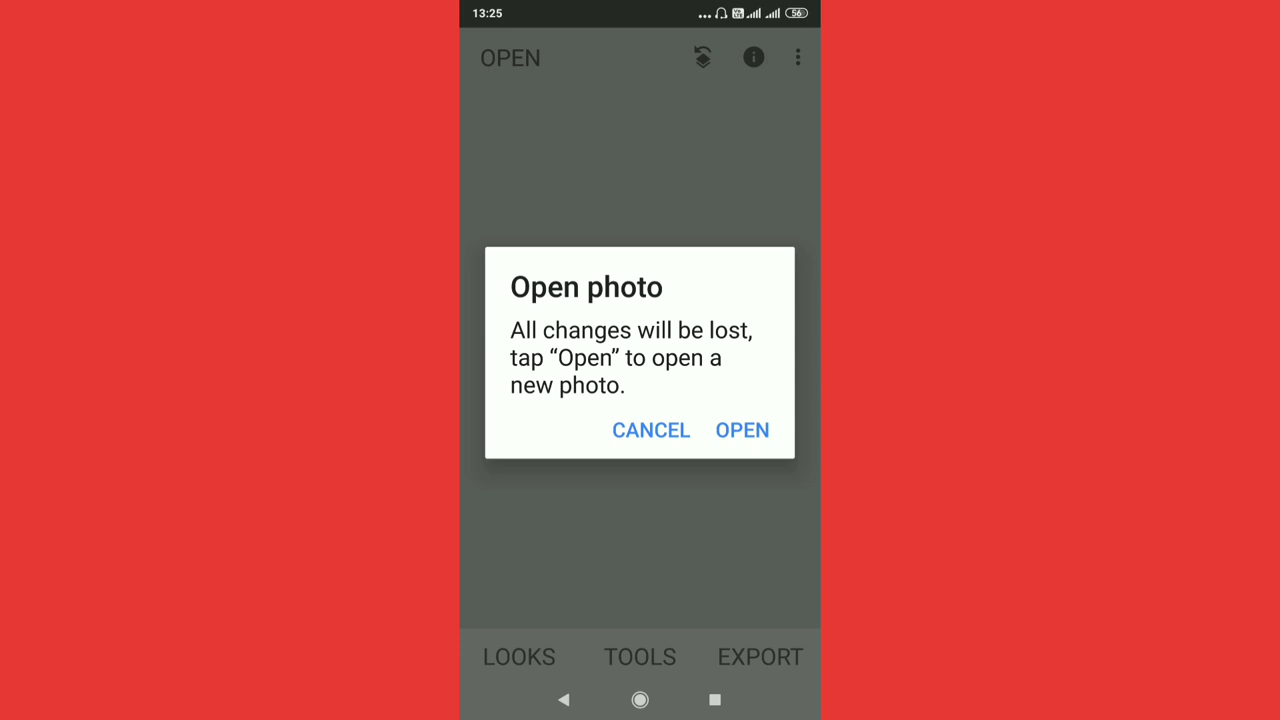 13:25
56
OPEN
Open photo
All changes will be lost,
tap “Open” to open a
new photo.
CANCEL OPEN
LOOKS TOOLS EXPORT